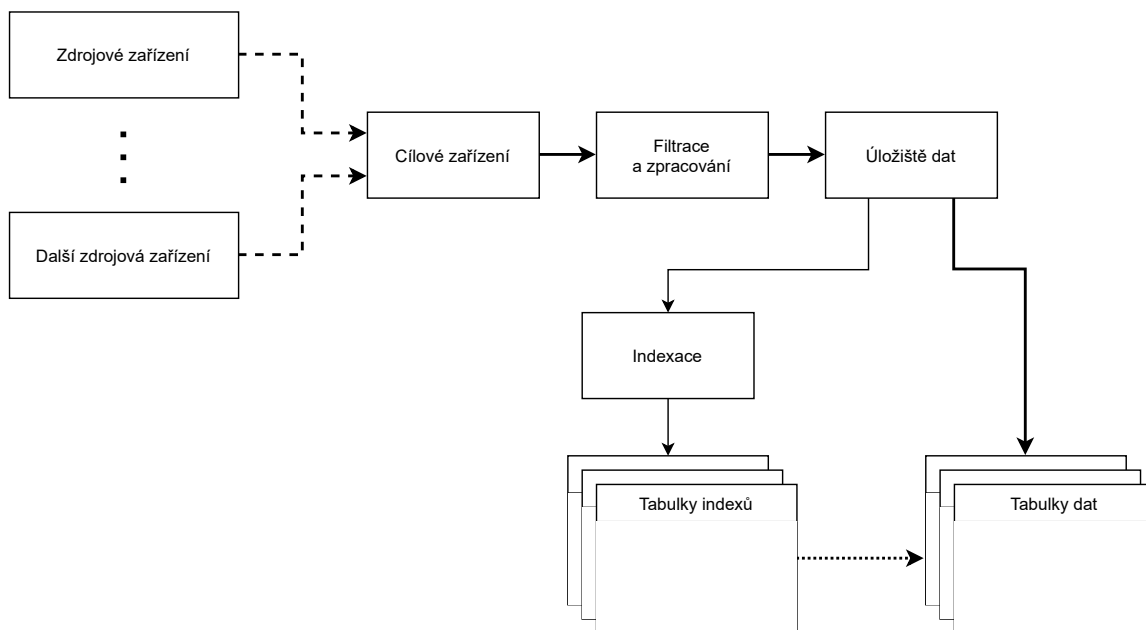 Zdrojové zařízení
Další zdrojová zařízení
Cílové zařízení
Filtrace
a zpracování
Úložiště dat
Indexace
Tabulky indexů
Tabulky dat